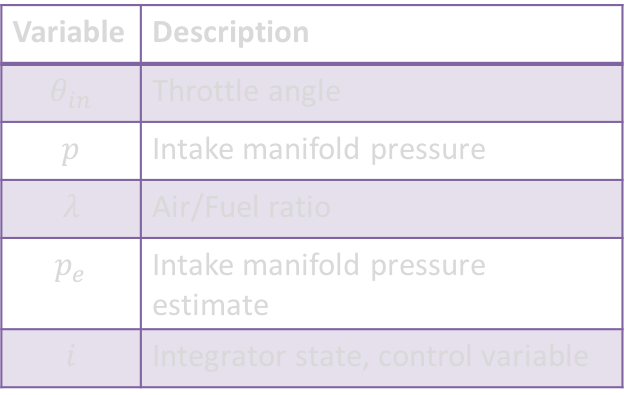 Variable Description
θ_in Throttle angle
p Intake manifold pressure
λ Air/Fuel ratio
p_e Intake manifold pressure
estimate
i Integrator state, control variable